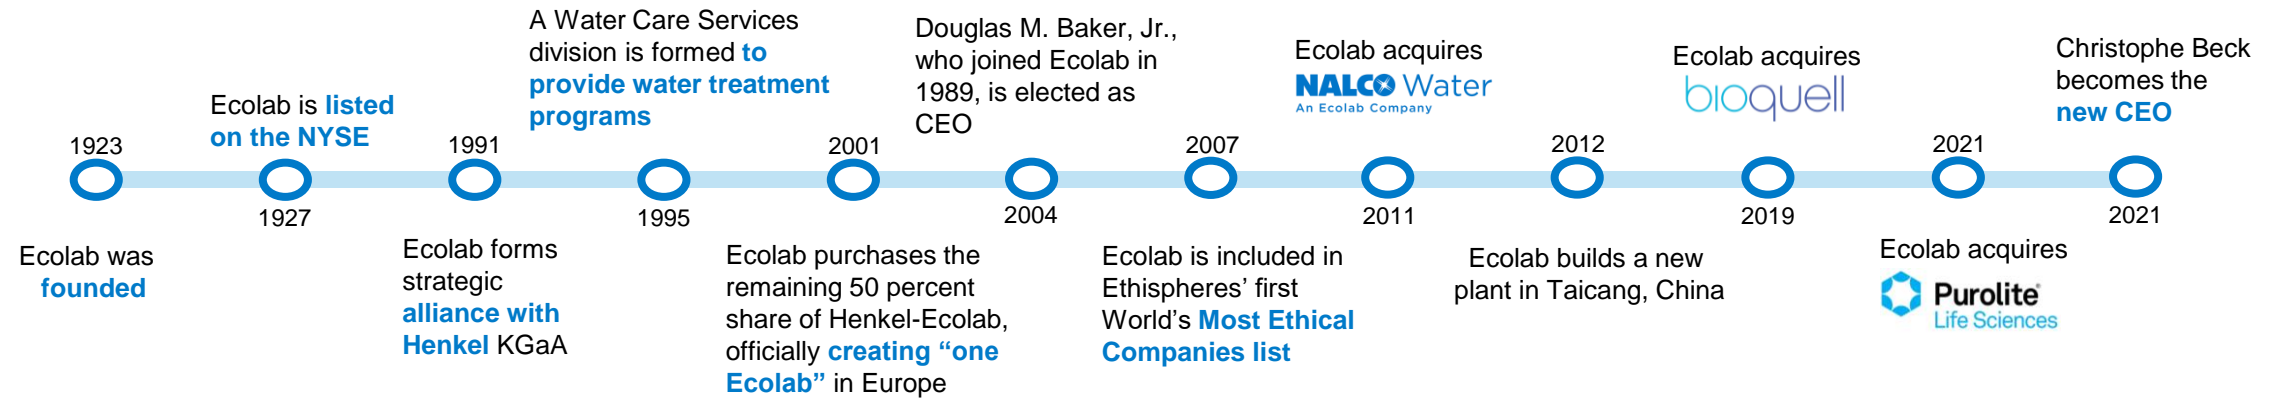 1923
Ecolab was
founded
Ecolab is listed
on the NYSE
1927
1991
Ecolab forms
strategic
alliance with
Henkel KGaA
A Water Care Services
division is formed to
provide water treatment
programs
1995
2001
Ecolab purchases the
remaining 50 percent
share of Henkel-Ecolab,
officially creating “one
Ecolab” in Europe
Douglas M. Baker, Jr.,
who joined Ecolab in
1989, is elected as
CEO
2004
2007
Ecolab is included in
Ethispheres’ first
World’s Most Ethical
Companies list
Ecolab acquires
NALCO Water
An Ecolab Company
2011
2012
Ecolab builds a new
plant in Taicang, China
Ecolab acquires
bioquell
2019
2021
Ecolab acquires
Purolite
Life Sciences
Christophe Beck
becomes the
new CEO
2021